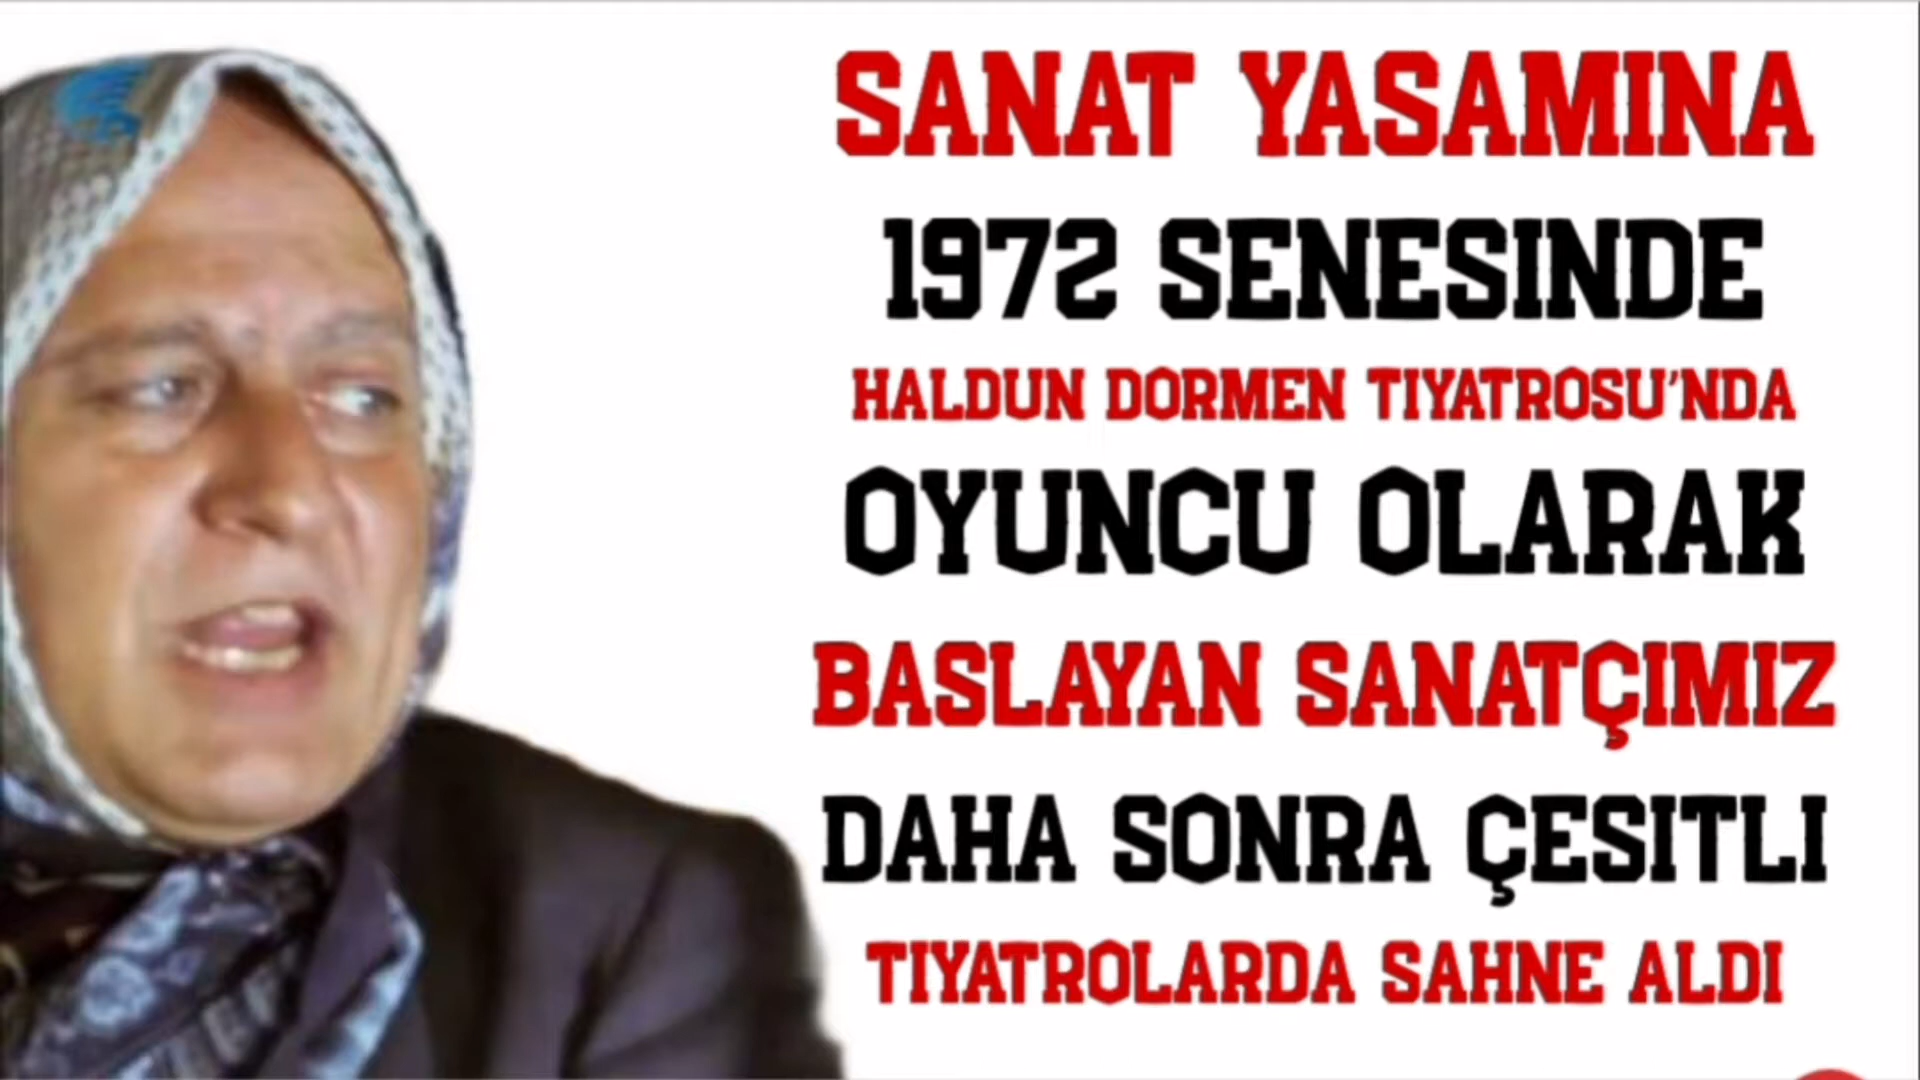 SANAT YASAMINA
1972 SENESINDE
HALDUN DORMEN TIYATROSU'NDA
OYUNCU OLARAK
BASLAYAN SANATÇIMIZ
DAHA SONRA ÇESITLI
TIYATROLARDA SAHNE ALDI